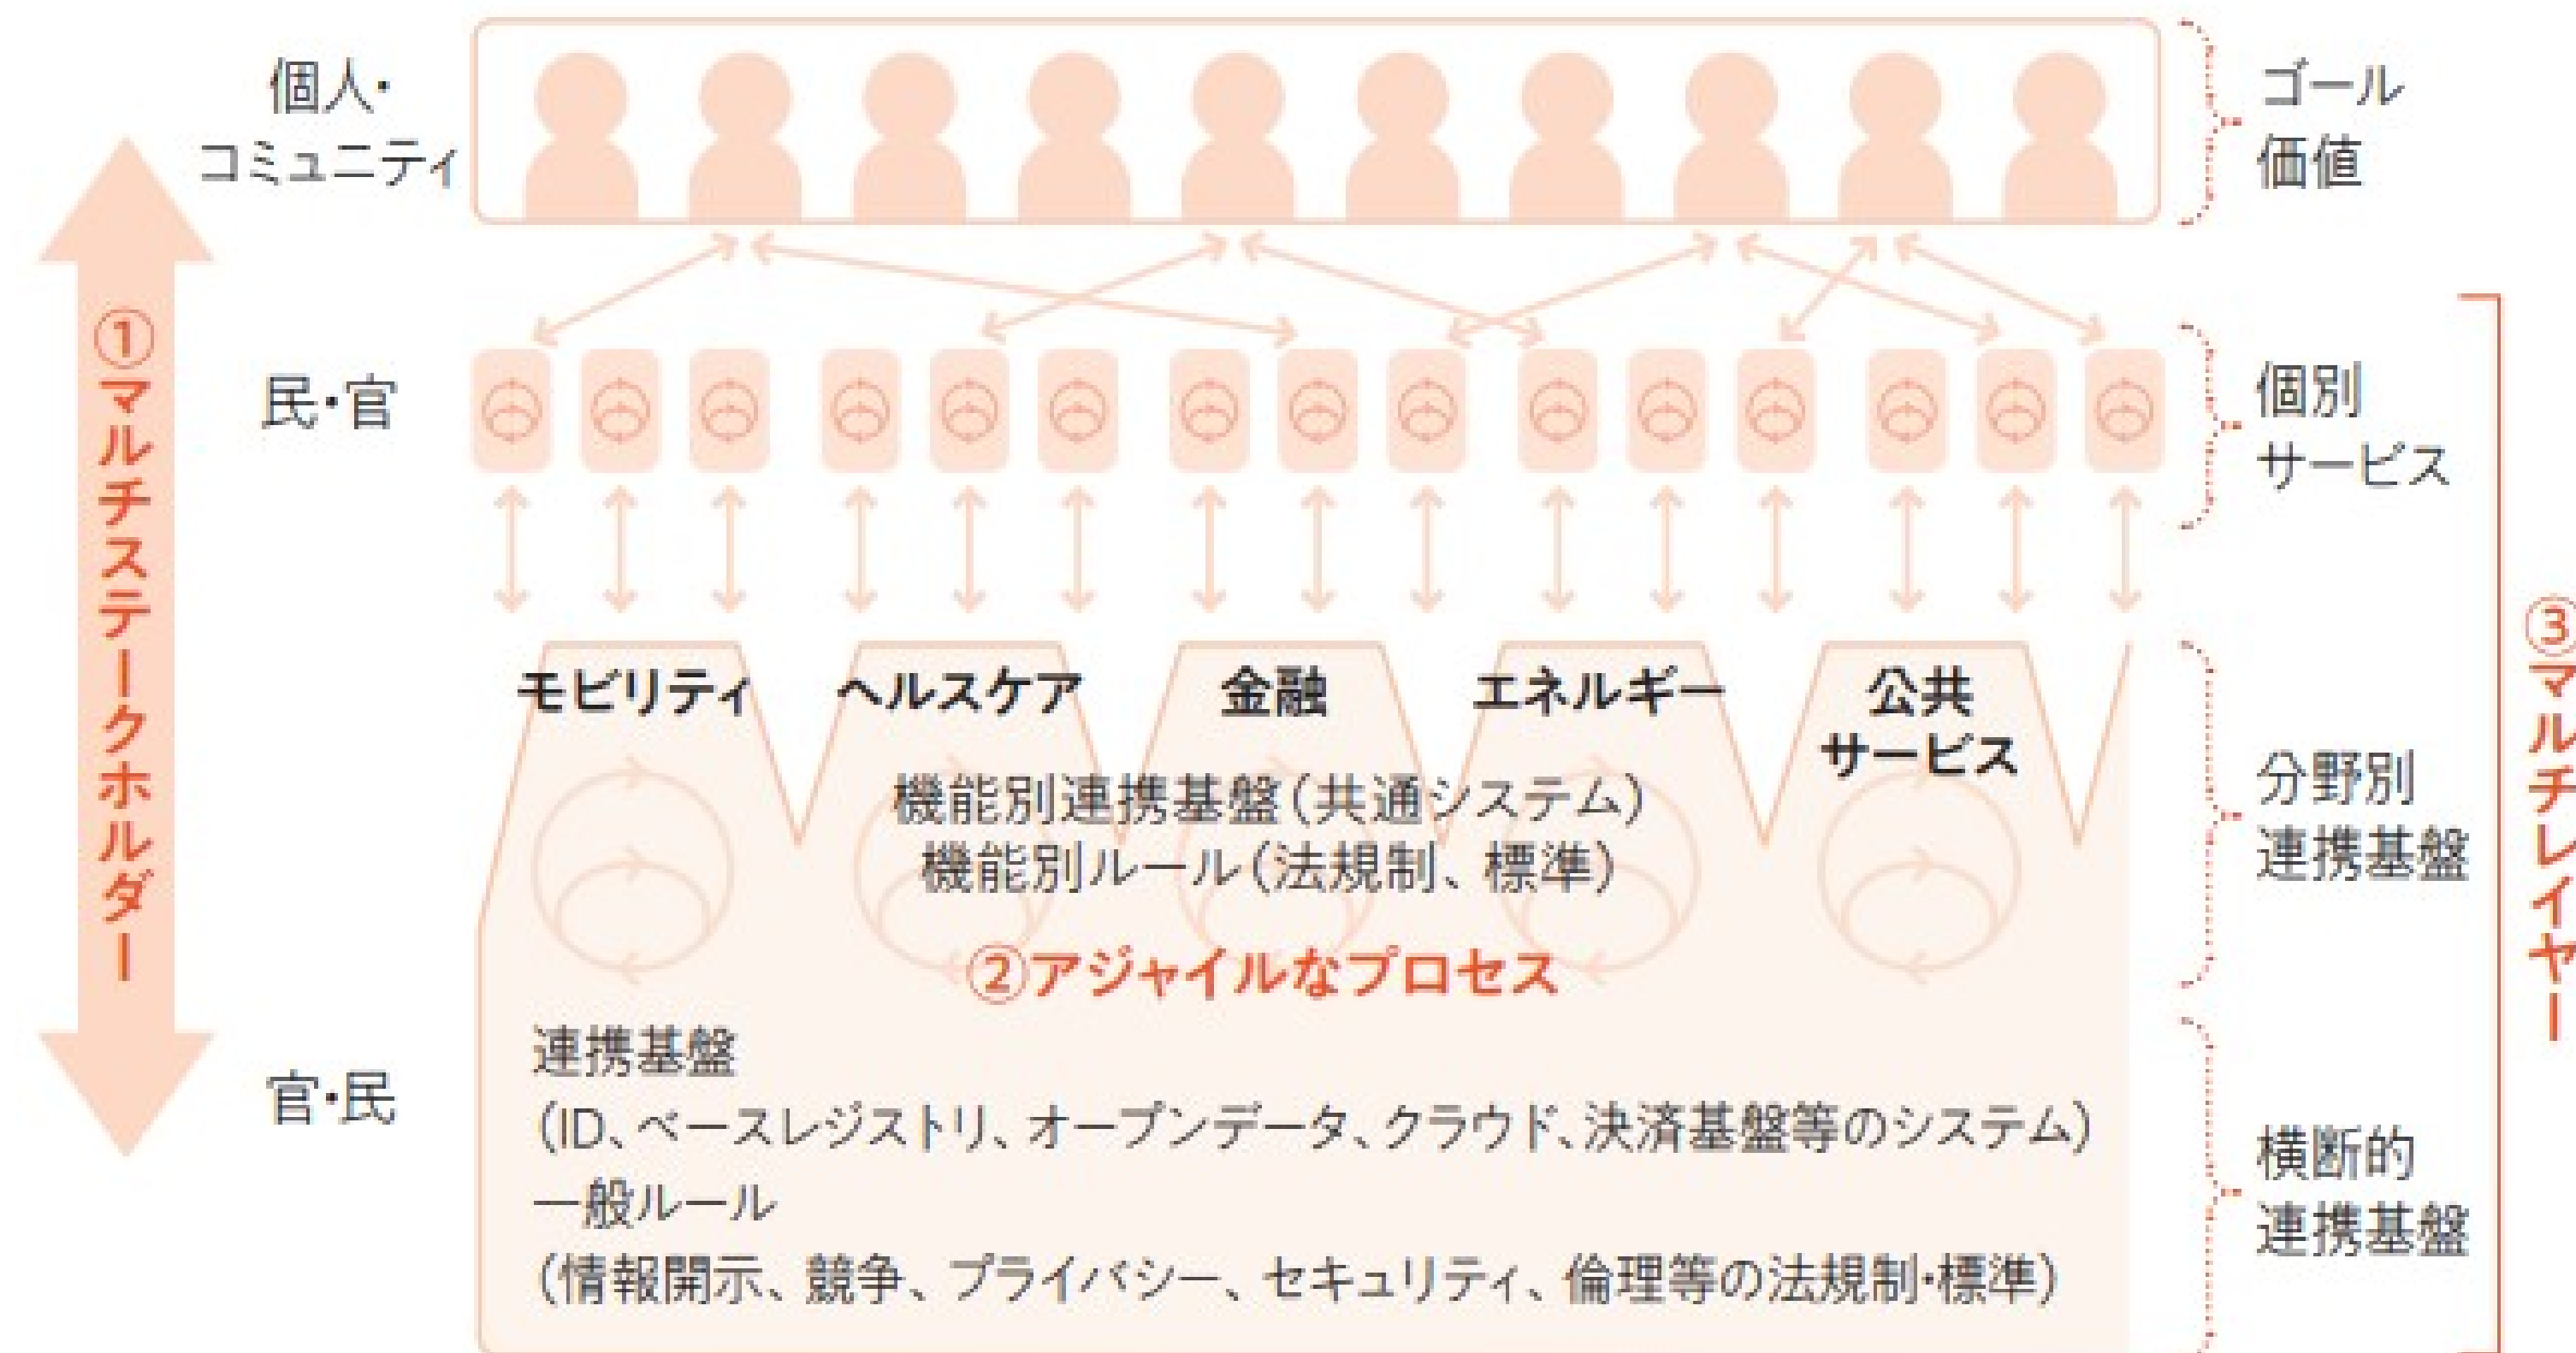 個人・
コミュニティ
ゴール
価値
①マルチステークホルダー
民・官
個別
サービス
③マルチレイヤー
モビリティ
ヘルスケア
金融
エネルギー
公共
サービス
機能別連携基盤（共通システム）
機能別ルール（法規制、標準）
分野別
連携基盤
②アジャイルなプロセス
官・民
連携基盤
（ID、ベースレジストリ、オープンデータ、クラウド、決済基盤等のシステム）
一般ルール
（情報開示、競争、プライバシー、セキュリティ、倫理等の法規制・標準）
横断的
連携基盤